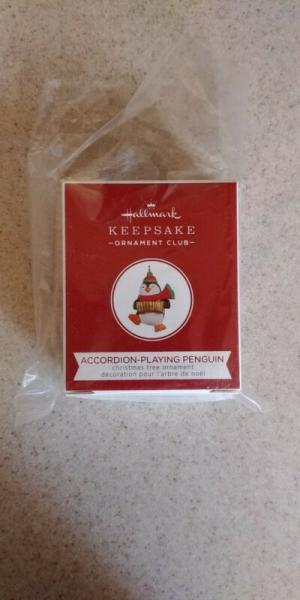 Hallmark
KEEPSAKE
–ORNAMENT CLUB–
ACCORDION-PLAYING PENGUIN
christmas tree ornament
décoration pour l'arbre de noël